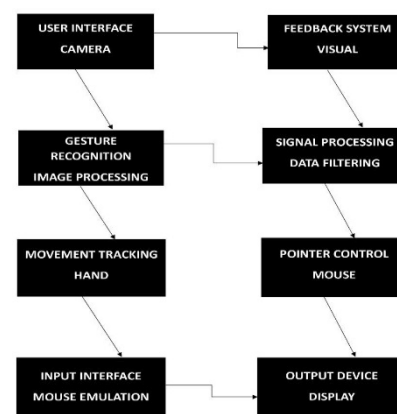 USER INTERFACE
CAMERA
FEEDBACK SYSTEM
VISUAL
GESTURE
RECOGNITION
IMAGE PROCESSING
SIGNAL PROCESSING
DATA FILTERING
MOVEMENT TRACKING
HAND
POINTER CONTROL
MOUSE
INPUT INTERFACE
MOUSE EMULATION
OUTPUT DEVICE
DISPLAY